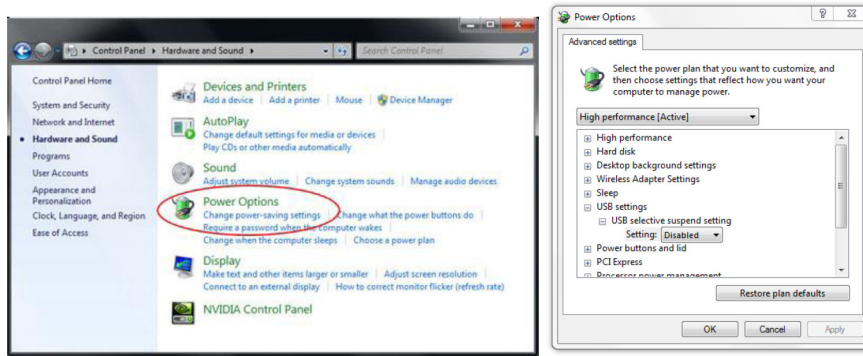 Control Panel Hardware and Sound Search Control Panel
Control Panel Home
System and Security
Network and Internet
Hardware and Sound
Programs
User Accounts
Appearance and
Personalization
Clock, Language, and Region
Ease of Access
Devices and Printers
Add a device Add a printer Mouse Device Manager
AutoPlay
Change default settings for media or devices
Play CDs or other media automatically
Sound
Adjust system volume Change system sounds Manage audio devices
Power Options
Change power-saving settings Change what the power buttons do
Require a password when the computer wakes
Change when the computer sleeps Choose a power plan
Display
Make text and other items larger or smaller Adjust screen resolution
Connect to an external display How to correct monitor flicker (refresh rate)
NVIDIA Control Panel
Power Options
Advanced settings
Select the power plan that you want to customize, and
then choose settings that reflect how you want your
computer to manage power.
High performance [Active]
High performance
Hard disk
Desktop background settings
Wireless Adapter Settings
Sleep
USB settings
USB selective suspend setting
Setting: Disabled
Power buttons and lid
PCI Express
Processor power management
Restore plan defaults
OK Cancel Apply